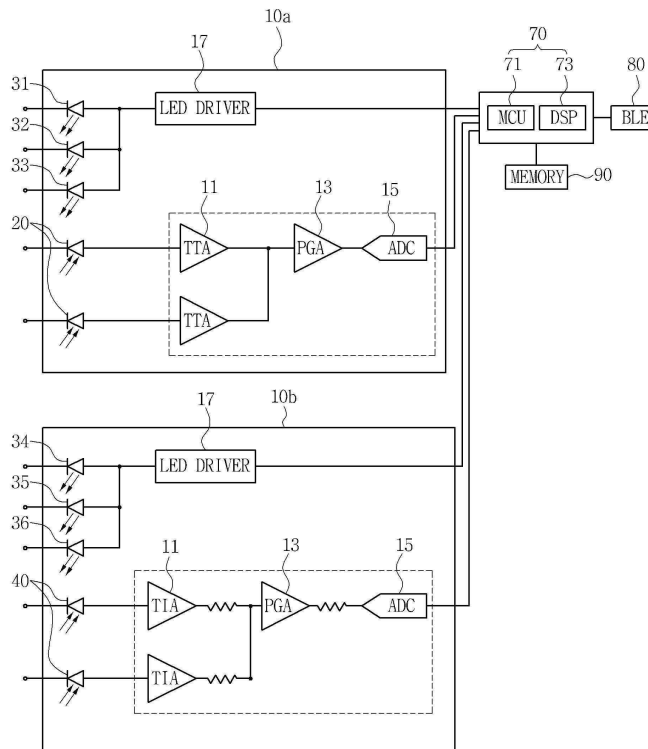 10a
70
31
17
71
73
80
LED DRIVER
MCU
DSP
BLE
32
33
MEMORY
90
11
13
15
20
TTA
PGA
ADC
TTA
10b
34
17
LED DRIVER
35
36
11
13
15
40
TIA
PGA
ADC
TIA